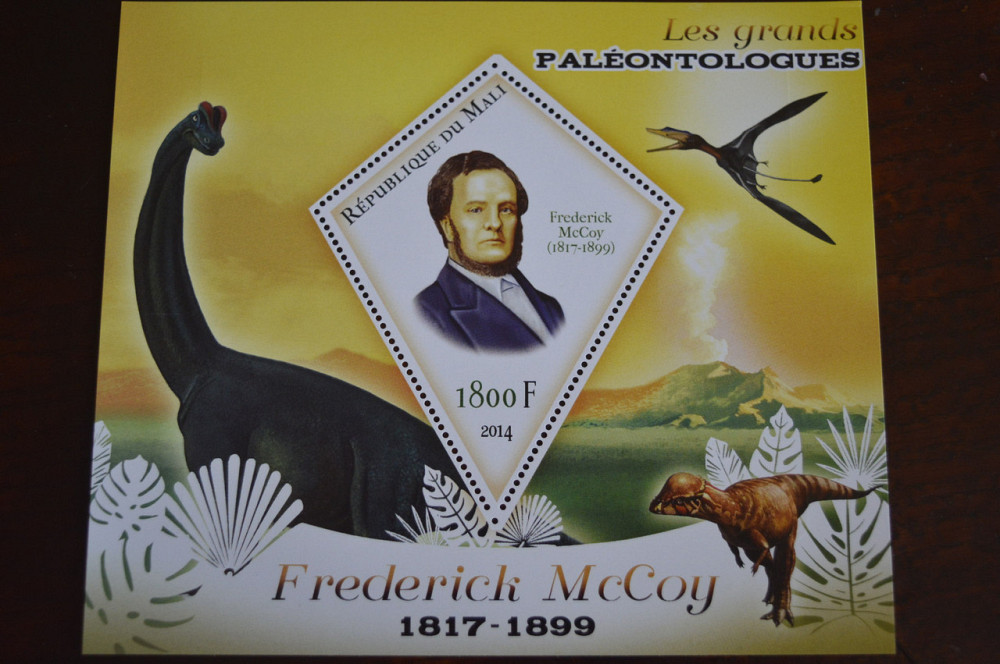 Les grands
PALÉONTOLOGUES
RÉPUBLIQUE DU MALI
Frederick
McCoy
(1817-1899)
1800 F
2014
Frederick McCoy
1817-1899